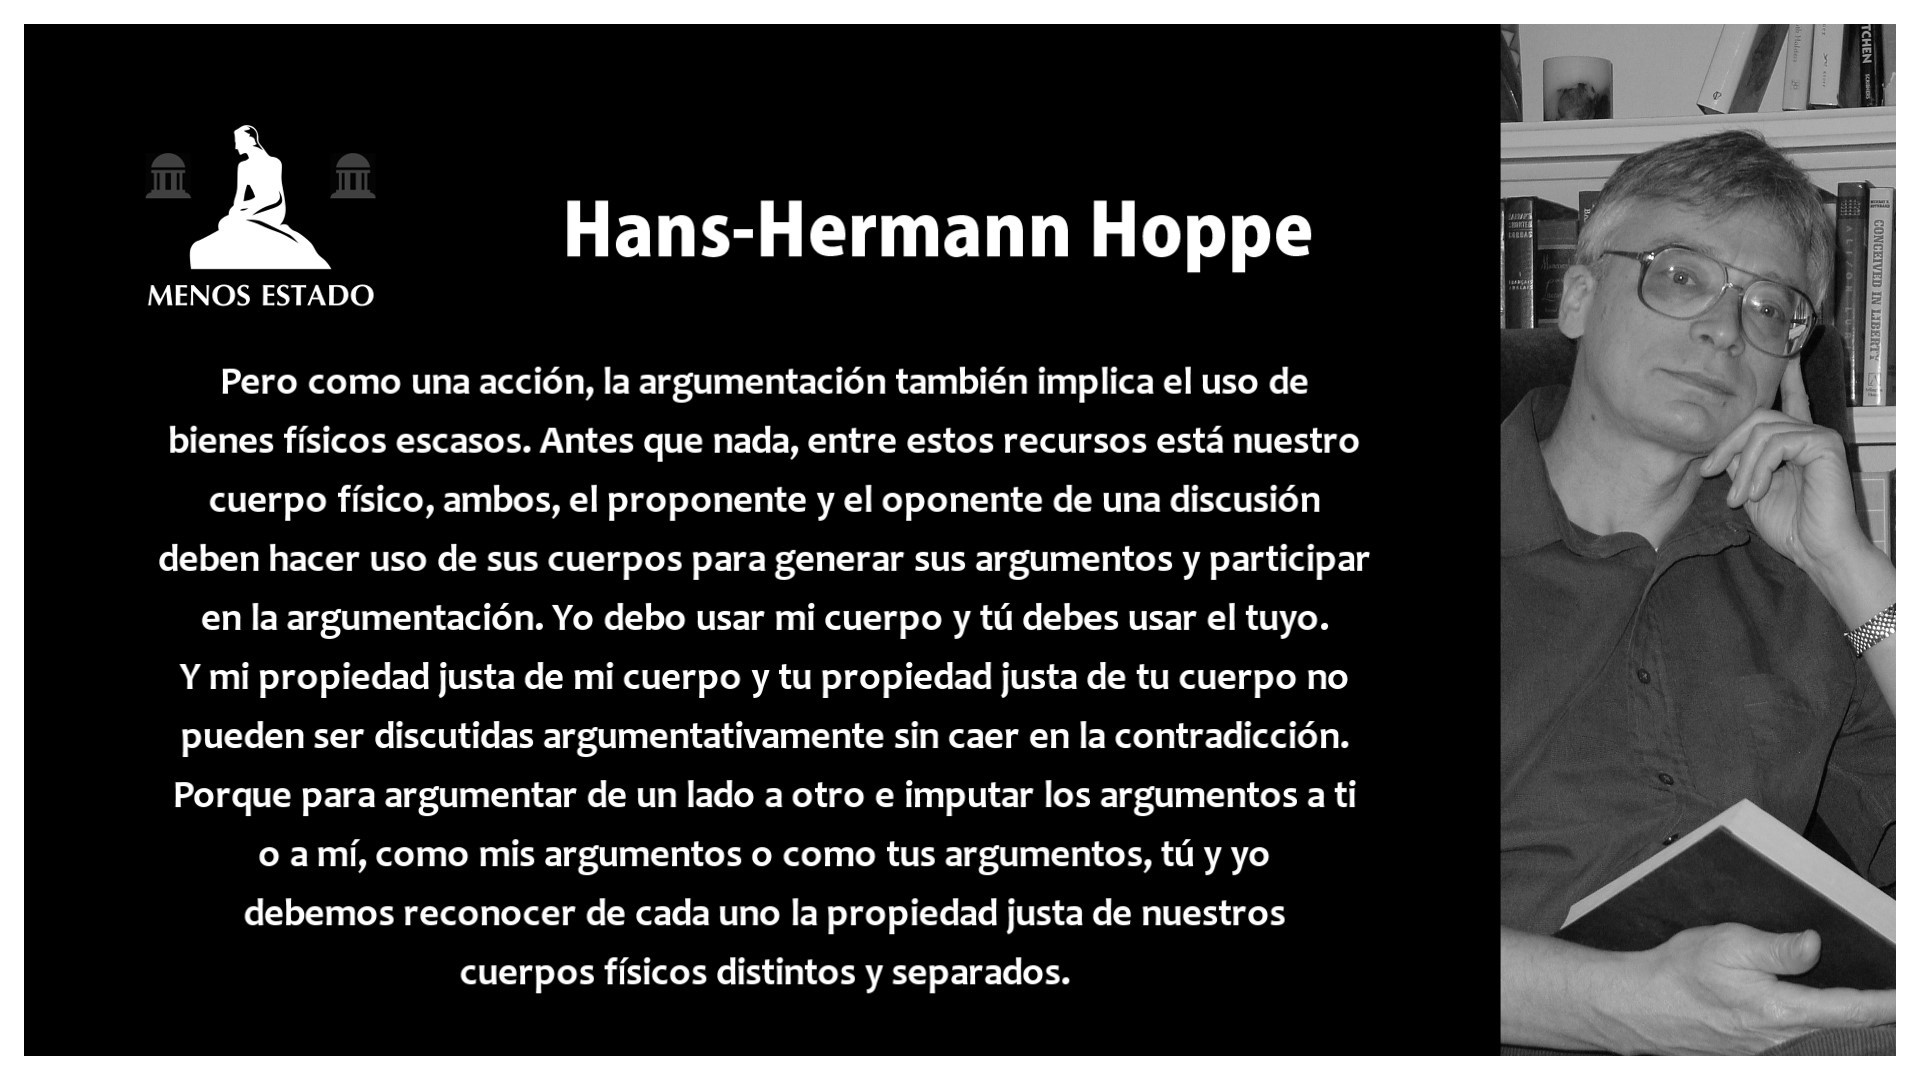 MENOS ESTADO
Hans-Hermann Hoppe
Pero como una acción, la argumentación también implica el uso de
bienes físicos escasos. Antes que nada, entre estos recursos está nuestro
cuerpo físico, ambos, el proponente y el oponente de una discusión
deben hacer uso de sus cuerpos para generar sus argumentos y participar
en la argumentación. Yo debo usar mi cuerpo y tú debes usar el tuyo.
Y mi propiedad justa de mi cuerpo y tu propiedad justa de tu cuerpo no
pueden ser discutidas argumentativamente sin caer en la contradicción.
Porque para argumentar de un lado a otro e imputar los argumentos a ti
o a mí, como mis argumentos o como tus argumentos, tú y yo
debemos reconocer de cada uno la propiedad justa de nuestros
cuerpos físicos distintos y separados.
CONCEIVED IN LIBERTY